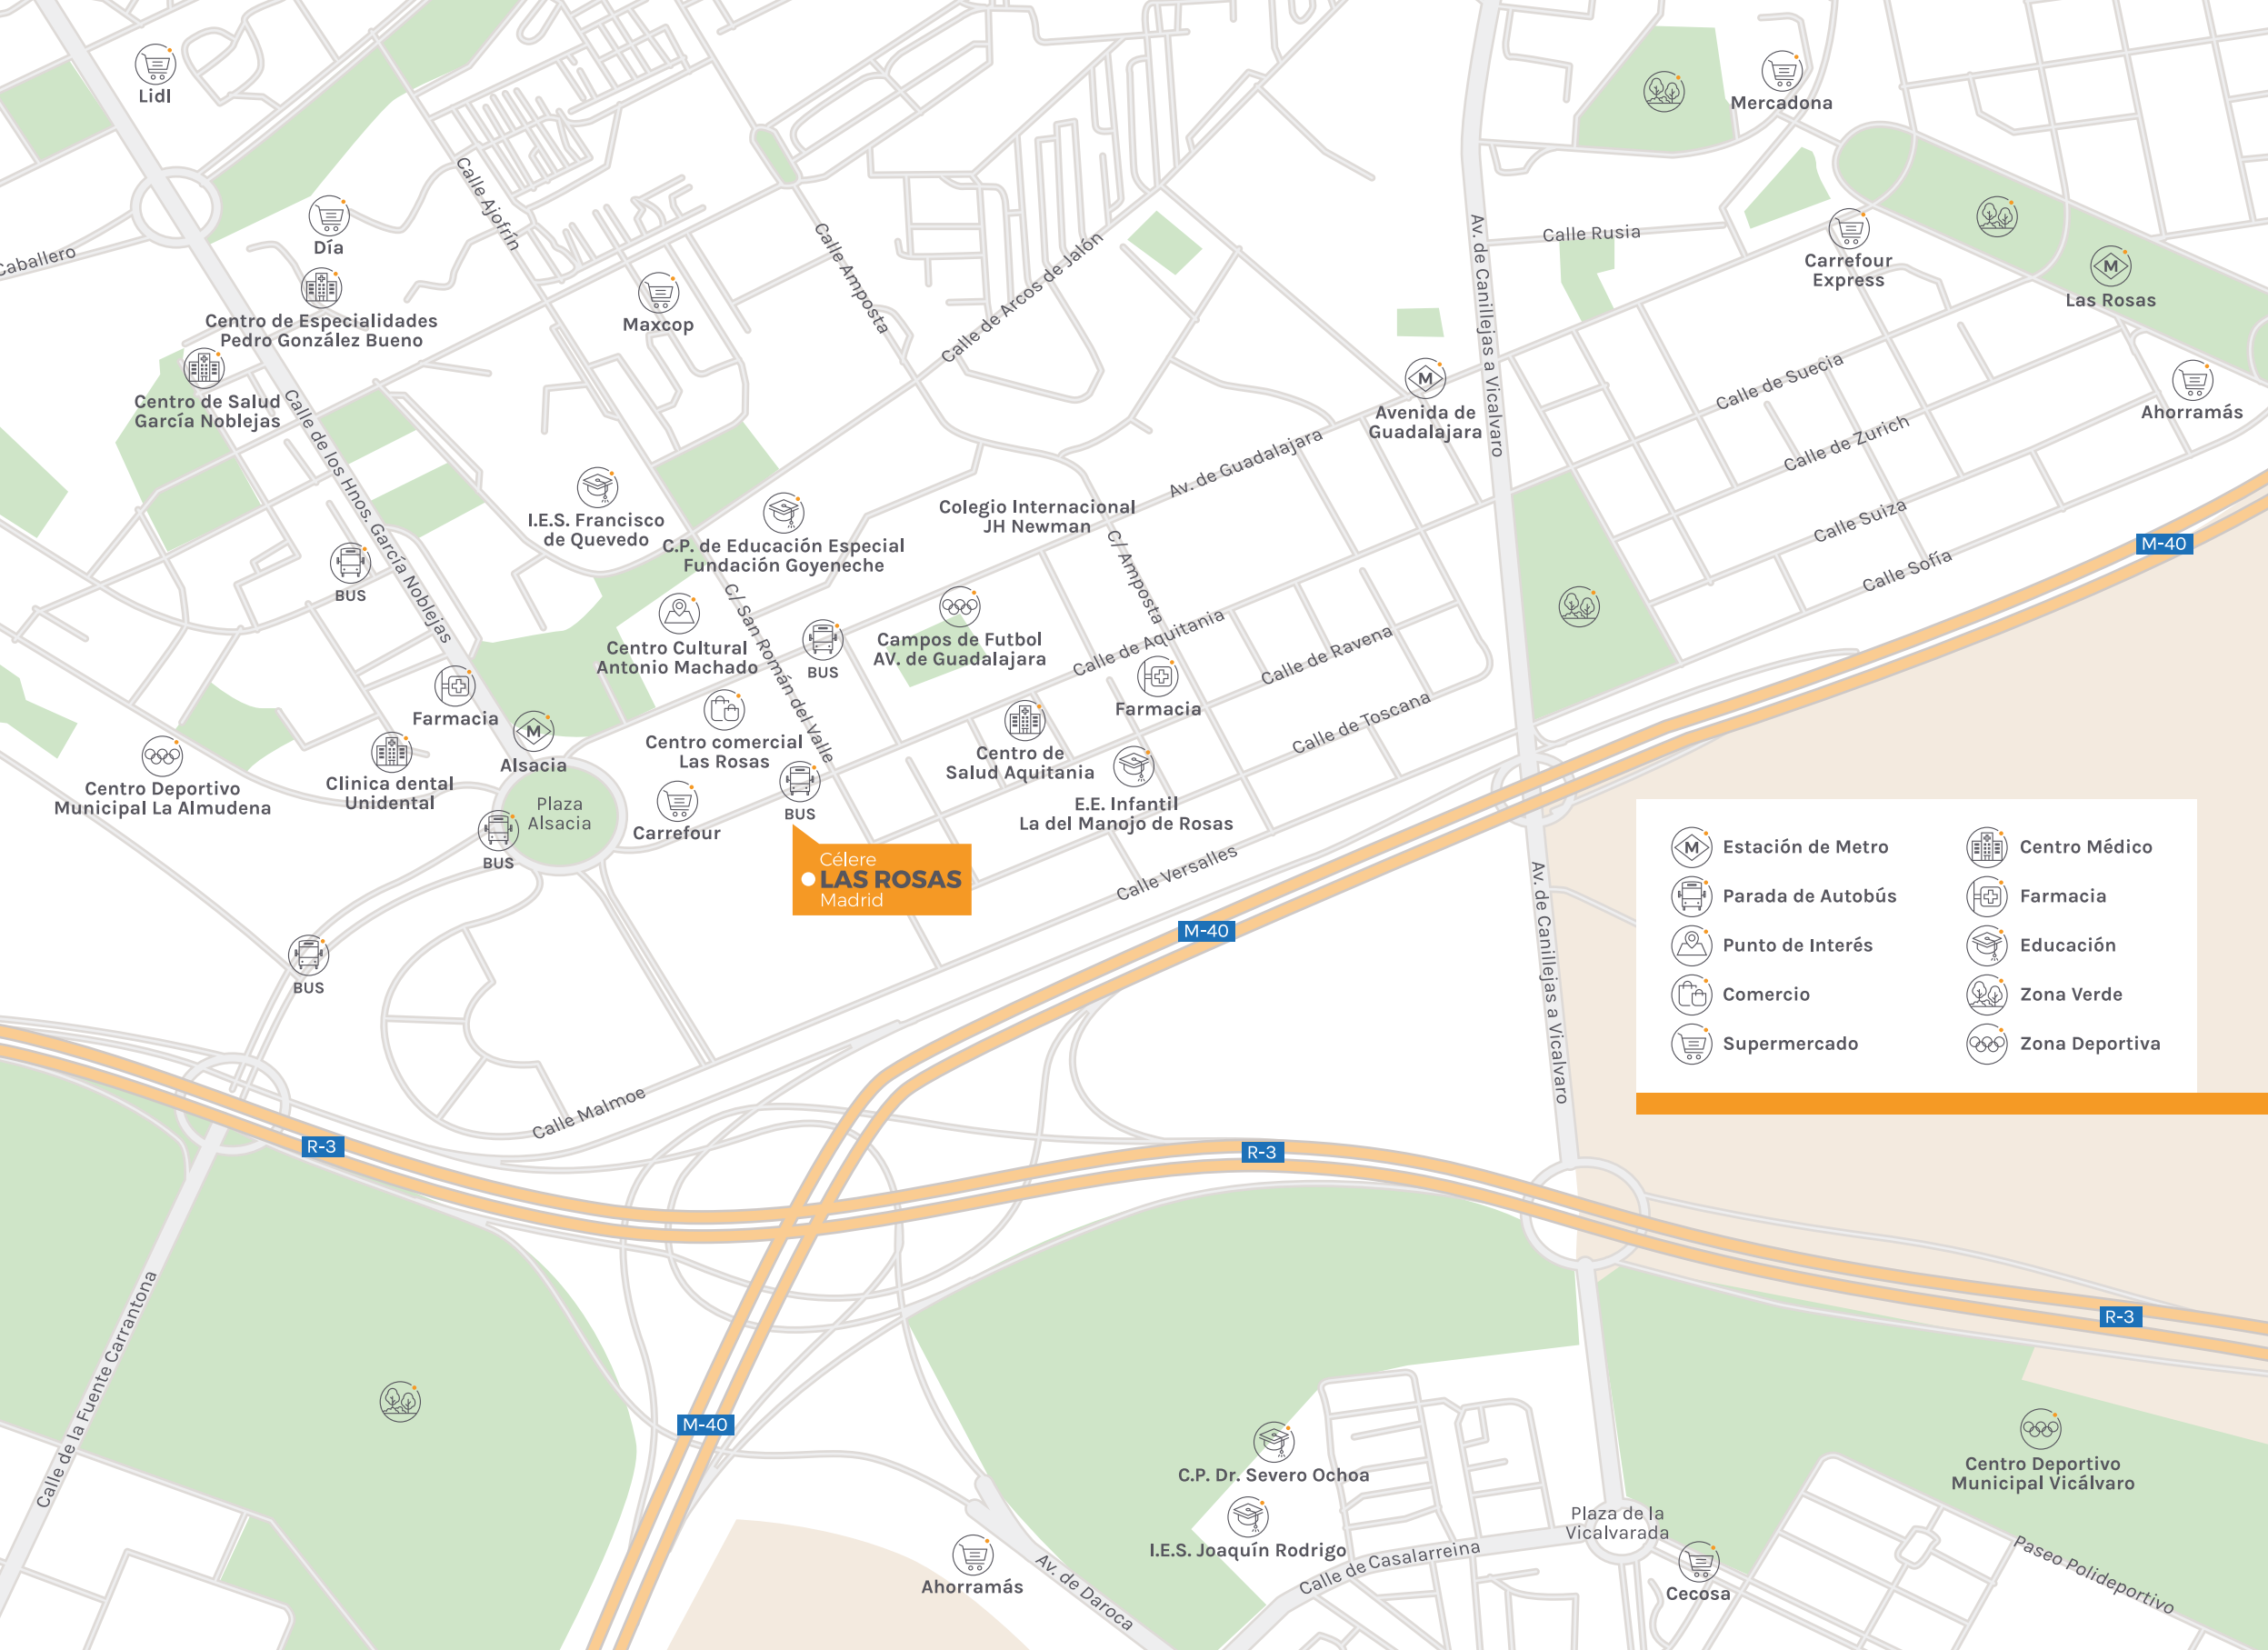 Lidl
Mercadona
Calle Ajofrín
Día
Caballero
Calle Amposta
Calle de Arcos de Jalón
Av. de Canillejas a Vicalvaro
Calle Rusia
Carrefour
Express
Las Rosas
Centro de Especialidades
Pedro González Bueno
Maxcop
Centro de Salud
García Noblejas
Calle de los Hnos. García Noblejas
Avenida de
Guadalajara
Calle de Suecia
Ahorramás
Calle de Zurich
Av. de Guadalajara
Calle Suiza
M-40
Calle Sofía
I.E.S. Francisco
de Quevedo
C.P. de Educación Especial
Fundación Goyeneche
Colegio Internacional
JH Newman
C/ Amposta
BUS
C/ San Román del Valle
Centro Cultural
Antonio Machado
BUS
Campos de Futbol
AV. de Guadalajara
Calle de Aquitania
Calle de Ravena
Farmacia
Farmacia
Calle de Toscana
Centro comercial
Las Rosas
Centro de
Salud Aquitania
Alsacia
Clinica dental
Unidental
Centro Deportivo
Municipal La Almudena
Plaza
Alsacia
BUS
Carrefour
BUS
E.E. Infantil
La del Manojo de Rosas
Célere
LAS ROSAS
Madrid
Calle Versalles
M-40
BUS
Av. de Canillejas a Vicalvaro
M Estación de Metro
Parada de Autobús
Punto de Interés
Comercio
Supermercado
Centro Médico
Farmacia
Educación
Zona Verde
Zona Deportiva
Calle Malmoe
R-3
R-3
R-3
Calle de la Fuente Carrantona
M-40
C.P. Dr. Severo Ochoa
I.E.S. Joaquín Rodrigo
Centro Deportivo
Municipal Vicálvaro
Plaza de la
Vicalvarada
Calle de Casalarreina
Cecosa
Paseo Polideportivo
Ahorramás
Av. de Daroca